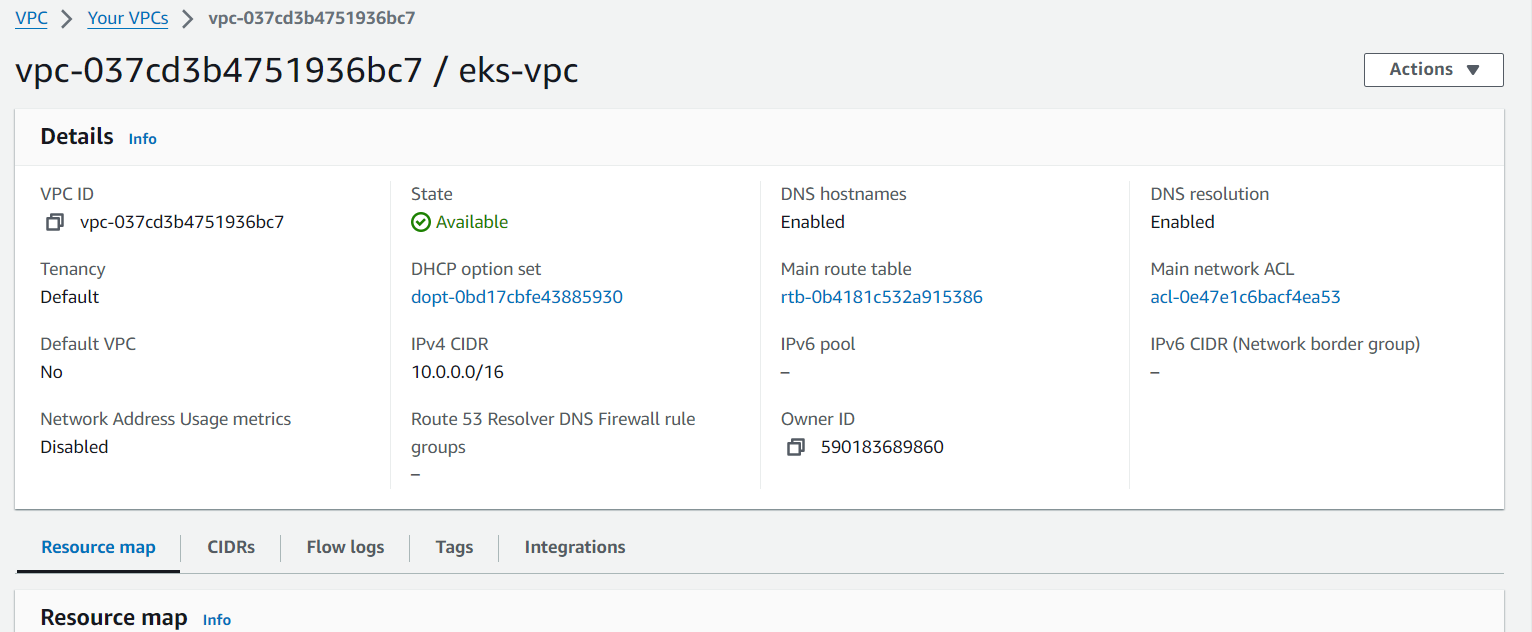 VPC > Your VPCs > vpc-037cd3b4751936bc7
vpc-037cd3b4751936bc7 / eks-vpc
Actions
Details Info
VPC ID
vpc-037cd3b4751936bc7
State
Available
DNS hostnames
Enabled
DNS resolution
Enabled
Tenancy
Default
DHCP option set
dopt-0bd17cbfe43885930
Main route table
rtb-0b4181c532a915386
Main network ACL
acl-0e47e1c6bacf4ea53
Default VPC
No
IPv4 CIDR
10.0.0.0/16
IPv6 pool
–
IPv6 CIDR (Network border group)
–
Network Address Usage metrics
Disabled
Route 53 Resolver DNS Firewall rule
groups
–
Owner ID
590183689860
Resource map CIDRs Flow logs Tags Integrations
Resource map Info